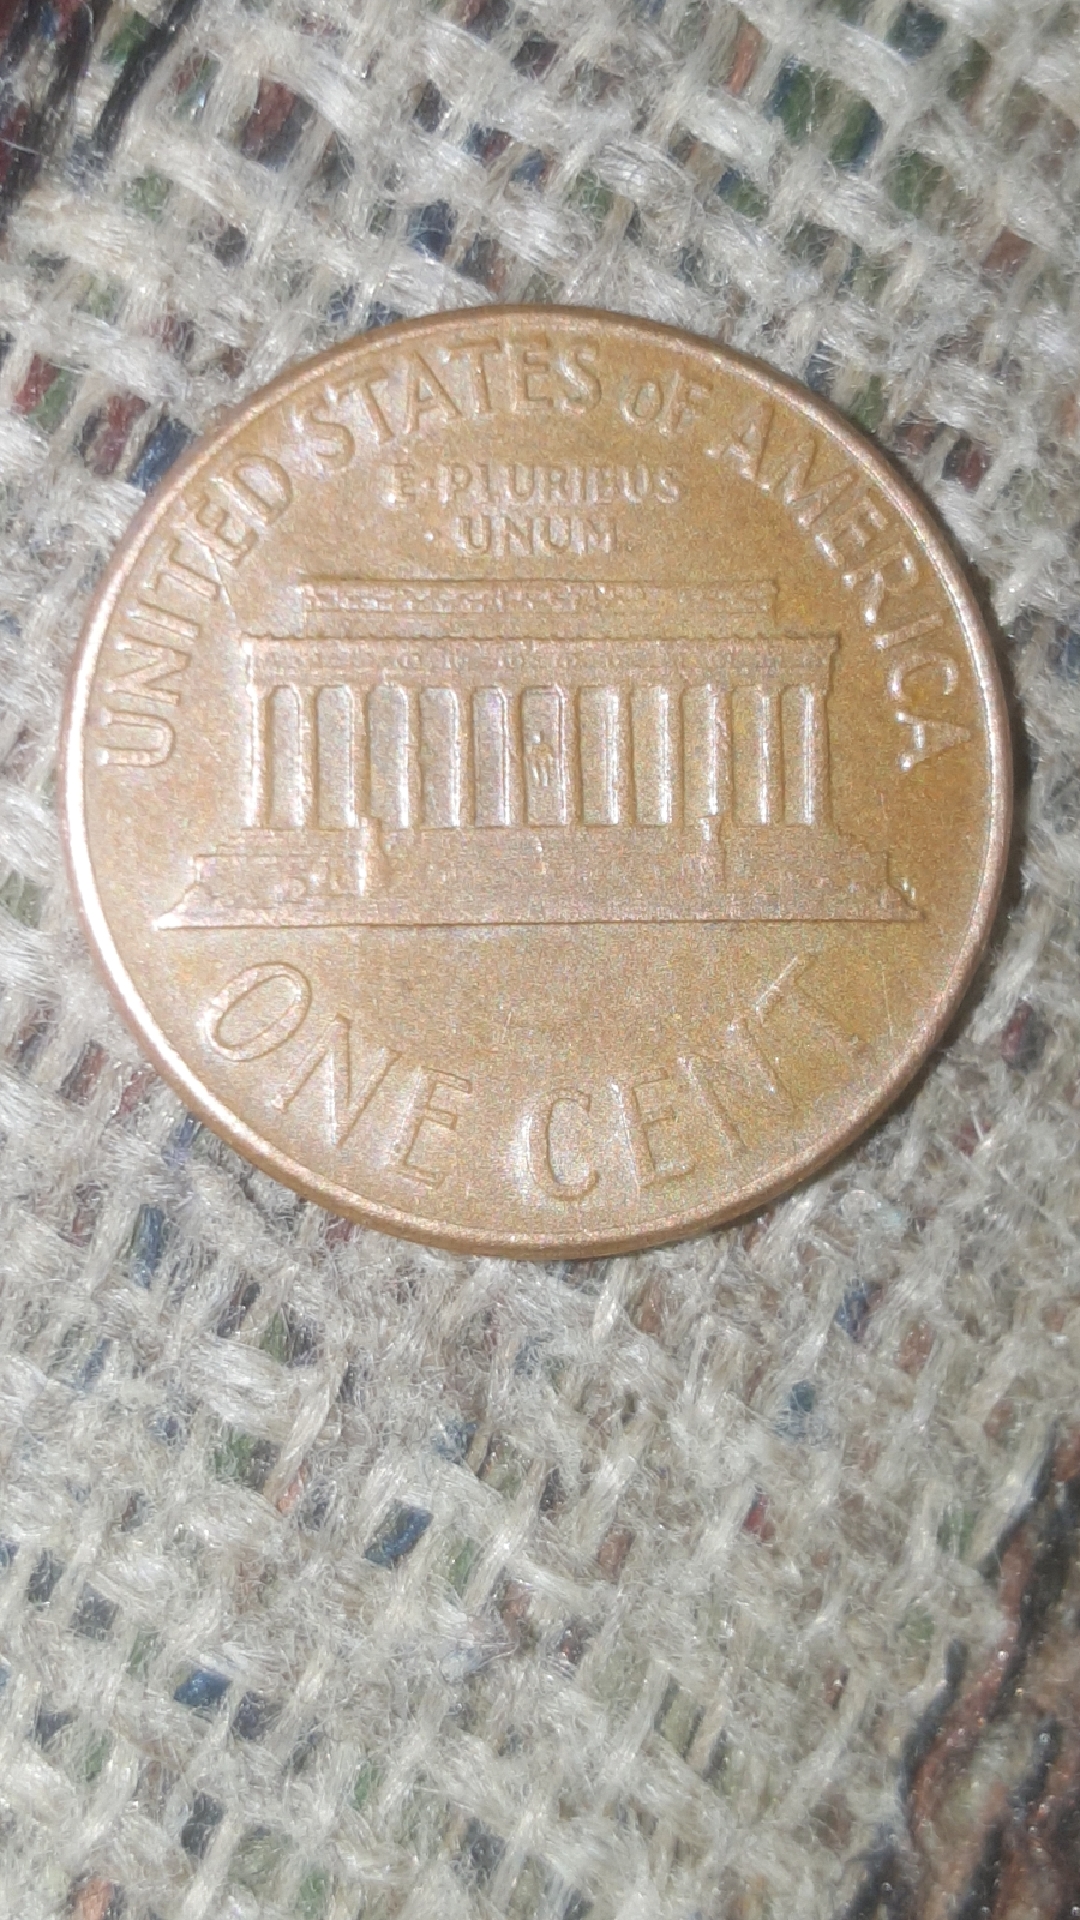 UNITED STATES OF AMERICA
E·PLURIBUS
UNUM
ONE CENT